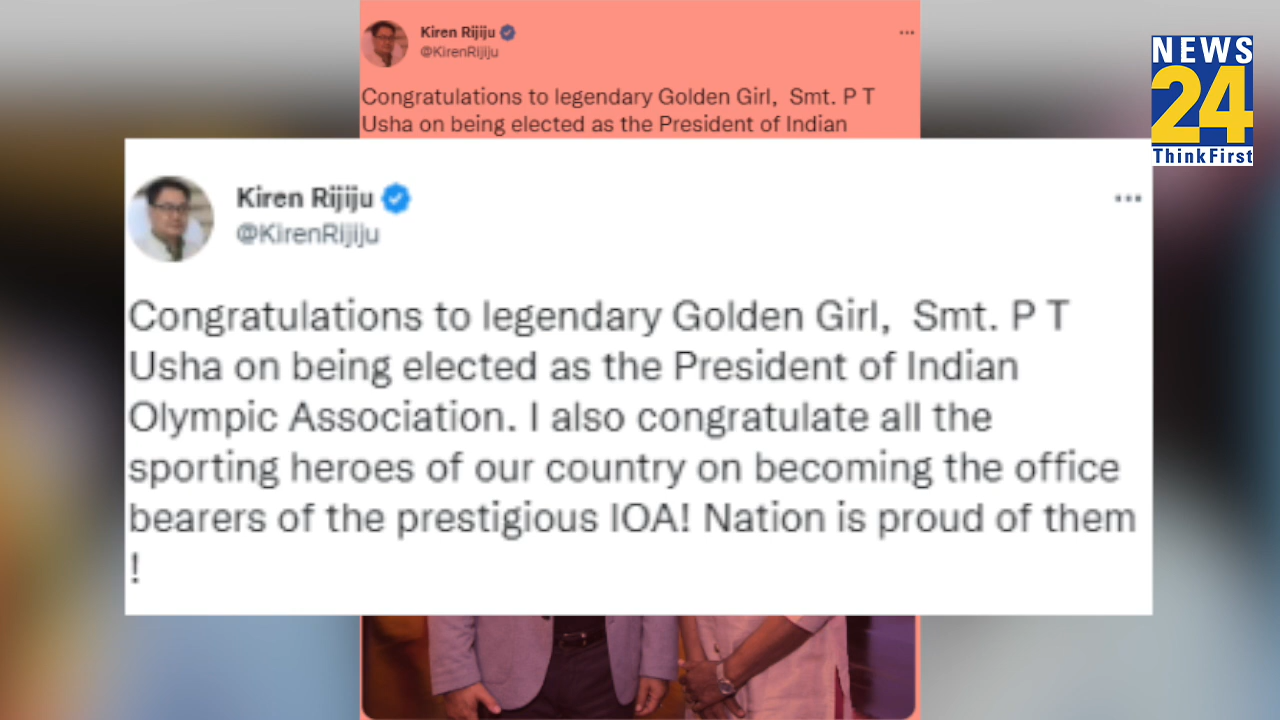 Kiren Rijiju
@KirenRijiju
Congratulations to legendary Golden Girl, Smt. P T
Usha on being elected as the President of Indian
NEWS
24
ThinkFirst
Kiren Rijiju
@KirenRijiju
Congratulations to legendary Golden Girl, Smt. P T
Usha on being elected as the President of Indian
Olympic Association. I also congratulate all the
sporting heroes of our country on becoming the office
bearers of the prestigious IOA! Nation is proud of them
!